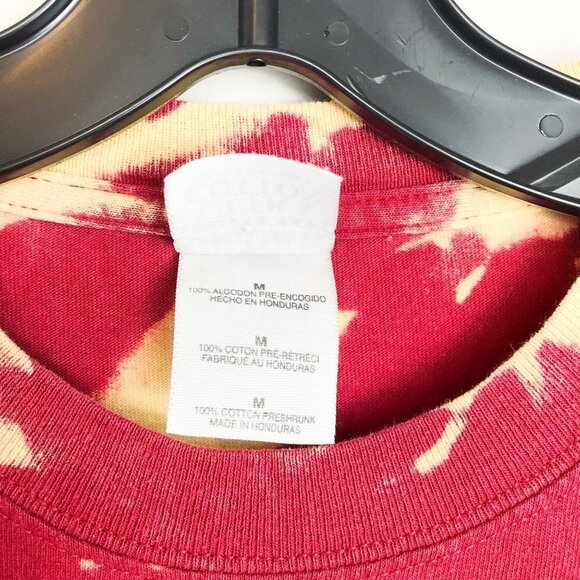 M
100% ALGODON PRE-ENCOGIDO
HECHO EN HONDURAS
M
100% COTON PRÉ-RÉTRÉCI
FABRIQUÉ AU HONDURAS
M
100% COTTON PRESHRUNK
MADE IN HONDURAS